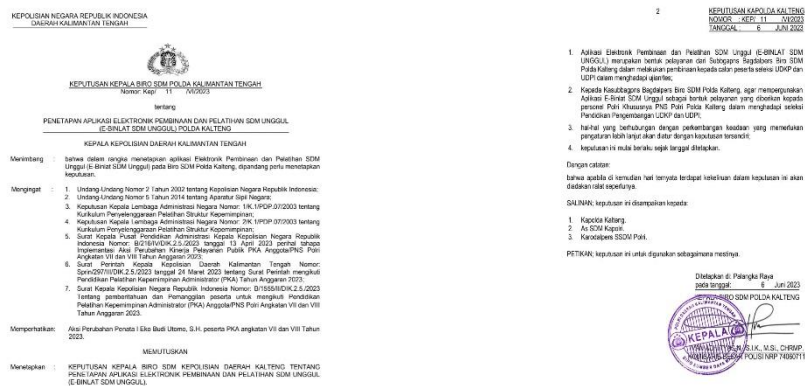 KEPOLISIAN NEGARA REPUBLIK INDONESIA
DAERAH KALIMANTAN TENGAH
KEPUTUSAN KEPALA BIRO SDM POLDA KALIMANTAN TENGAH
Nomor: Kep/ 11 /VI/2023
tentang
PENETAPAN APLIKASI ELEKTRONIK PEMBINAAN DAN PELATIHAN SDM UNGGUL
(E-BINLAT SDM UNGGUL) POLDA KALTENG
KEPALA KEPOLISIAN DAERAH KALIMANTAN TENGAH
Menimbang : bahwa dalam rangka menetapkan aplikasi Elektronik Pembinaan dan Pelatihan SDM
Unggul (E-Binlat SDM Unggul) pada Biro SDM Polda Kalteng, dipandang perlu menetapkan
keputusan.
Mengingat : 1. Undang-Undang Nomor 2 Tahun 2002 tentang Kepolisian Negara Republik Indonesia;
2. Undang-Undang Nomor 5 Tahun 2014 tentang Aparatur Sipil Negara;
3. Keputusan Kepala Lembaga Administrasi Negara Nomor: 1/K.1/PDP.07/2003 tentang
Kurikulum Penyelenggaraan Pelatihan Struktur Kepemimpinan;
4. Keputusan Kepala Lembaga Administrasi Negara Nomor: 2/K.1/PDP.07/2003 tentang
Kurikulum Penyelenggaraan Pelatihan Struktur Kepemimpinan;
5. Surat Kepala Pusat Pendidikan Administrasi Kepala Kepolisian Negara Republik
Indonesia Nomor: B/216/IV/DIK.2.5./2023 tanggal 13 April 2023 perihal tahapa
Implementasi Aksi Perubahan Kinerja Pelayanan Publik PKA Anggota/PNS Polri
Angkatan VII dan VIII Tahun Anggaran 2023;
6. Surat Perintah Kepala Kepolisian Daerah Kalimantan Tengah Nomor:
Sprin/297/III/DIK.2.5./2023 tanggal 24 Maret 2023 tentang Surat Perintah mengikuti
Pendidikan Pelatihan Kepemimpinan Administrator (PKA) Tahun Anggaran 2023;
7. Surat Kepala Kepolisian Negara Republik Indonesia Nomor: B/1555/II/DIK.2.5./2023
Tentang pemberitahuan dan Pemanggilan peserta untuk mengikuti Pendidikan
Pelatihan Kepemimpinan Administrator (PKA) Anggota/PNS Polri Angkatan VII dan VIII
Tahun Anggaran 2023.
Memperhatikan: Aksi Perubahan Penata I Eko Budi Utomo, S.H. peserta PKA angkatan VII dan VIII Tahun
2023.
MEMUTUSKAN
Menetapkan : KEPUTUSAN KEPALA BIRO SDM KEPOLISIAN DAERAH KALTENG TENTANG
PENETAPAN APLIKASI ELEKTRONIK PEMBINAAN DAN PELATIHAN SDM UNGGUL
(E-BINLAT SDM UNGGUL).
2
KEPUTUSAN KAPOLDA KALTENG
NOMOR : KEP/ 11 /VI/2023
TANGGAL : 6 JUNI 2023
1. Aplikasi Elektronik Pembinaan dan Pelatihan SDM Unggul (E-BINLAT SDM
UNGGUL) merupakan bentuk pelayanan dari Subbagpns Bagdalpers Biro SDM
Polda Kalteng dalam melakukan pembinaan kepada calon peserta seleksi UDKP dan
UDPI dalam menghadapi ujian/tes;
2. Kepada Kasubbagpns Bagdalpers Biro SDM Polda Kalteng, agar mempergunakan
Aplikasi E-Binlat SDM Unggul sebagai bentuk pelayanan yang diberikan kepada
personel Polri Khususnya PNS Polri Polda Kalteng dalam menghadapi seleksi
Pendidikan Pengembangan UDKP dan UDPI;
3. hal-hal yang berhubungan dengan perkembangan keadaan yang memerlukan
pengaturan lebih lanjut akan diatur dengan keputusan tersendiri;
4. keputusan ini mulai berlaku sejak tanggal ditetapkan.
Dengan catatan:
bahwa apabila di kemudian hari ternyata terdapat kekeliruan dalam keputusan ini akan
diadakan ralat seperlunya.
SALINAN: keputusan ini disampaikan kepada:
1. Kapolda Kalteng.
2. As SDM Kapolri.
3. Karodalpers SSDM Polri.
PETIKAN: keputusan ini untuk digunakan sebagaimana mestinya.
Ditetapkan di: Palangka Raya
pada tanggal: 6 Juni 2023
KEPALA BIRO SDM POLDA KALTENG
KEPALA
S.I.K., M.Si., CHRMP.
KOMISARIS BESAR POLISI NRP 74060711